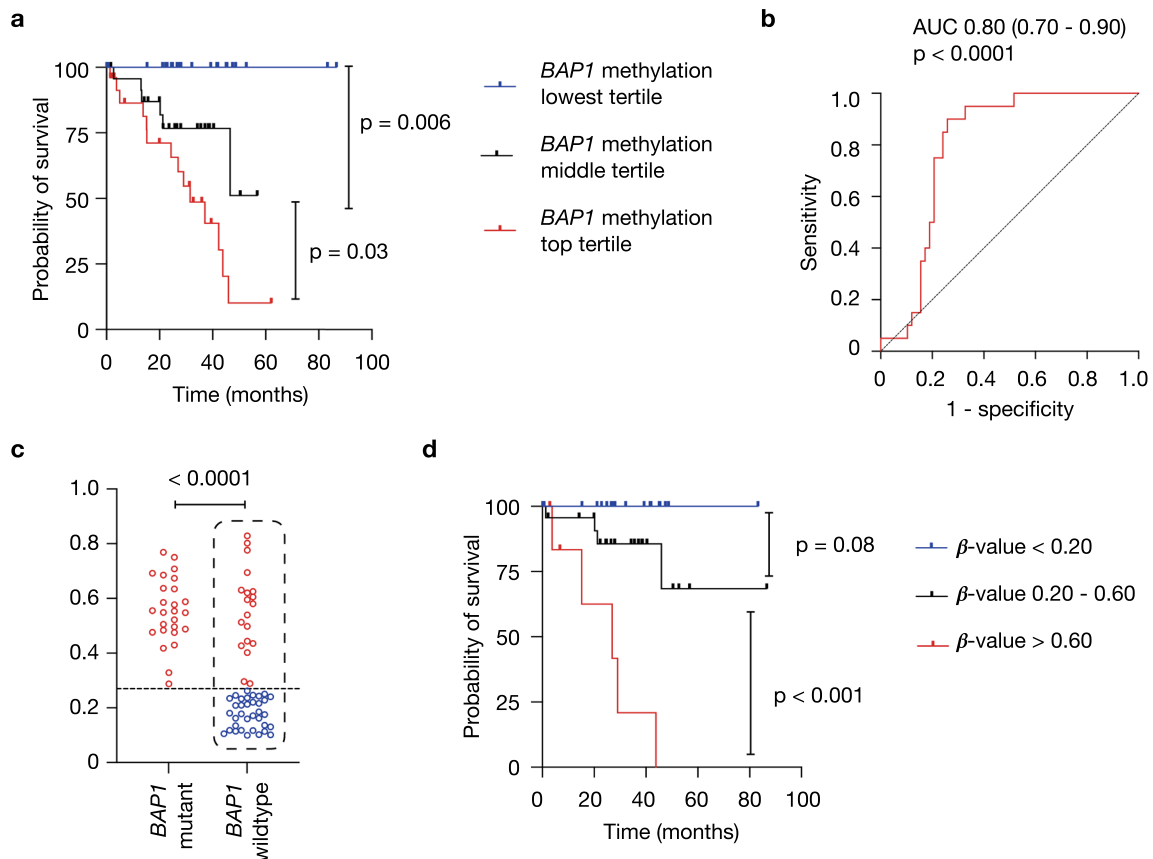 a
Probability of survival
100
75
50
25
0
0 20 40 60 80 100
Time (months)
p = 0.006
p = 0.03
BAP1 methylation
lowest tertile
BAP1 methylation
middle tertile
BAP1 methylation
top tertile
b
AUC 0.80 (0.70 - 0.90)
p < 0.0001
Sensitivity
1.0
0.8
0.6
0.4
0.2
0
0 0.2 0.4 0.6 0.8 1.0
1 - specificity
c
< 0.0001
1.0
0.8
0.6
0.4
0.2
0
BAP1
mutant
BAP1
wildtype
d
Probability of survival
100
75
50
25
0
0 20 40 60 80 100
Time (months)
p = 0.08
p < 0.001
β-value < 0.20
β-value 0.20 - 0.60
β-value > 0.60